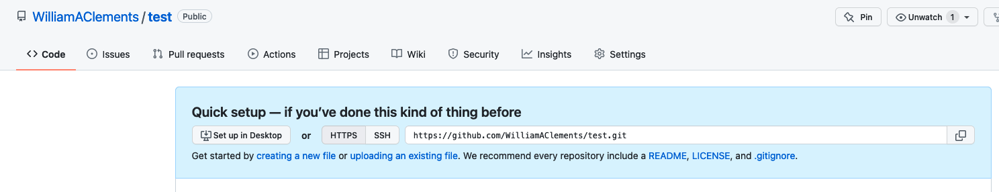 WilliamAClements / test Public
Pin Unwatch 1
Code Issues Pull requests Actions Projects Wiki Security Insights Settings
Quick setup — if you've done this kind of thing before
Set up in Desktop or HTTPS SSH https://github.com/WilliamAClements/test.git
Get started by creating a new file or uploading an existing file. We recommend every repository include a README, LICENSE, and .gitignore.